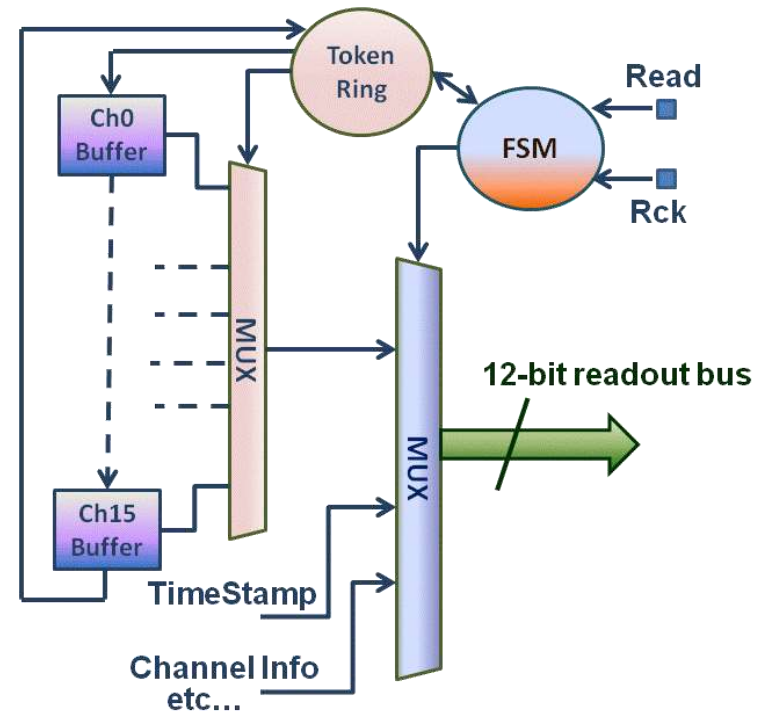 Token
Ring
Ch0
Buffer
Read
FSM
Rck
MUX
12-bit readout bus
MUX
Ch15
Buffer
TimeStamp
Channel Info
etc...